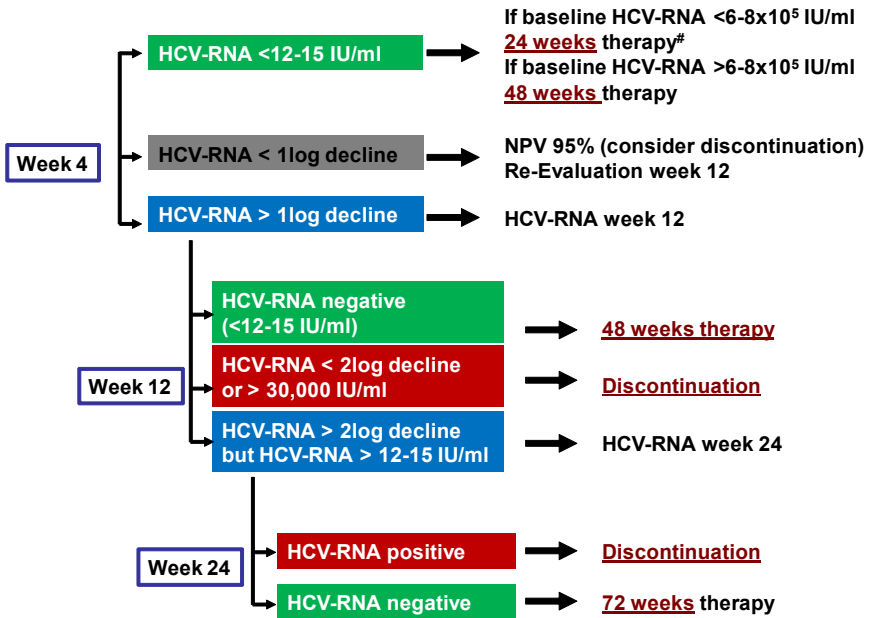 If baseline HCV-RNA <6-8x10⁵ IU/ml
HCV-RNA <12-15 IU/ml
24 weeks therapy#
If baseline HCV-RNA >6-8x10⁵ IU/ml
48 weeks therapy
Week 4
HCV-RNA < 1log decline
NPV 95% (consider discontinuation)
Re-Evaluation week 12
HCV-RNA > 1log decline
HCV-RNA week 12
HCV-RNA negative
(<12-15 IU/ml)
48 weeks therapy
Week 12
HCV-RNA < 2log decline
or > 30,000 IU/ml
Discontinuation
HCV-RNA > 2log decline
but HCV-RNA > 12-15 IU/ml
HCV-RNA week 24
Week 24
HCV-RNA positive
Discontinuation
HCV-RNA negative
72 weeks therapy